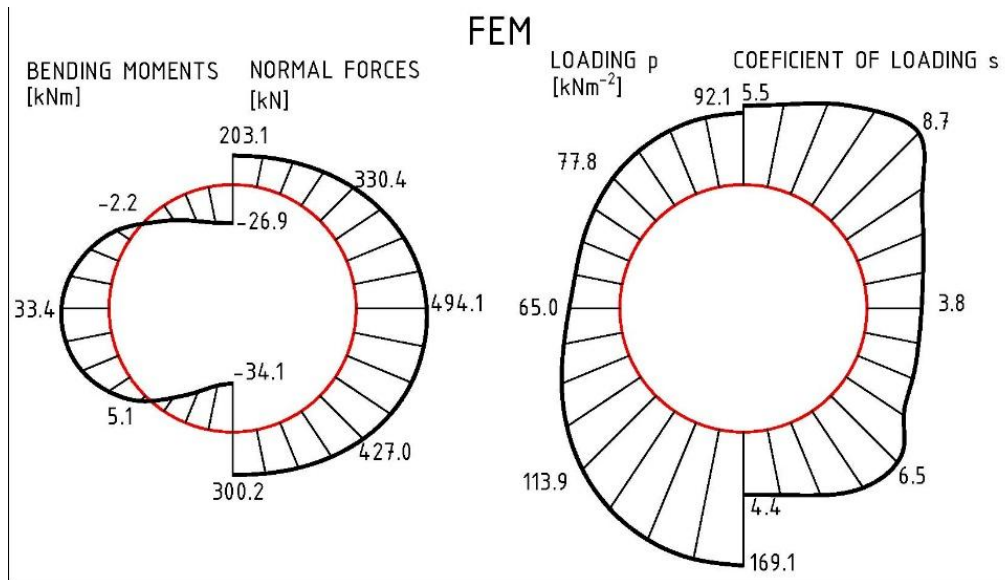 FEM
BENDING MOMENTS
[kNm]
NORMAL FORCES
[kN]
203.1
330.4
-2.2
-26.9
33.4
494.1
-34.1
5.1
427.0
300.2
LOADING p
[kNm-2]
COEFICIENT OF LOADING s
92.1
5.5
8.7
77.8
65.0
3.8
113.9
6.5
4.4
169.1